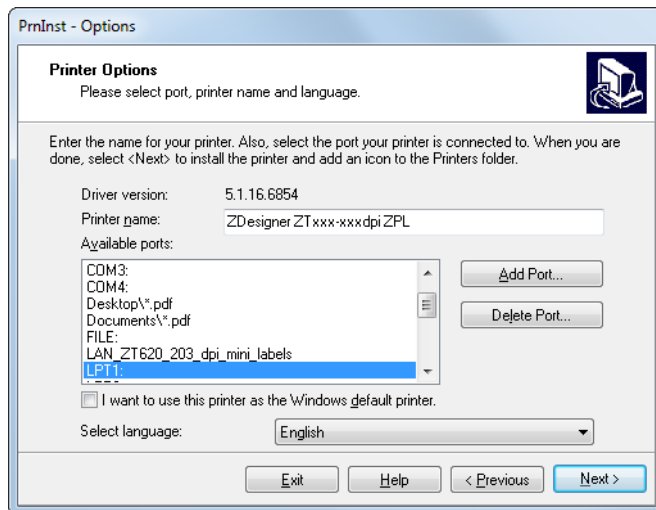 PrnInst - Options
Printer Options
Please select port, printer name and language.
Enter the name for your printer. Also, select the port your printer is connected to. When you are
done, select <Next> to install the printer and add an icon to the Printers folder.
Driver version: 5.1.16.6854
Printer name: ZDesigner ZTxxx-xxxdpi ZPL
Available ports:
COM3:
COM4:
Desktop\*.pdf
Documents\*.pdf
FILE:
LAN_ZT620_203_dpi_mini_labels
LPT1:
Add Port...
Delete Port...
I want to use this printer as the Windows default printer.
Select language: English
Exit Help < Previous Next >